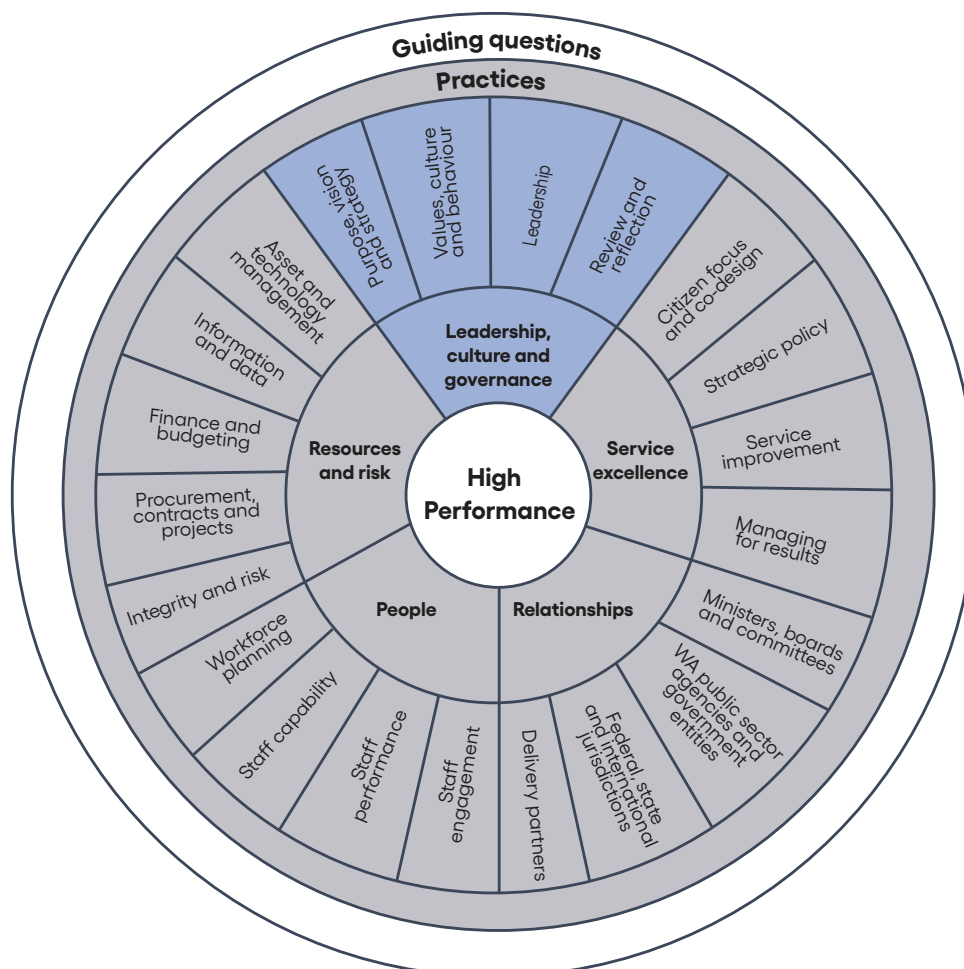 Guiding questions
Practices
Purpose, vision
and strategy
Values, culture
and behaviour
Leadership
Review and
reflection
Citizen focus
and co-design
Strategic policy
Service
improvement
Managing
for results
Ministers, boards
and committees
WA public sector
agencies and
government
entities
Federal, state
and international
jurisdictions
Delivery partners
Staff
engagement
Staff
performance
Staff capability
Workforce
planning
Integrity and risk
Procurement,
contracts and
projects
Finance and
budgeting
Information
and data
Asset and
technology
management
Leadership,
culture and
governance
Service
excellence
Relationships
People
Resources
and risk
High
Performance